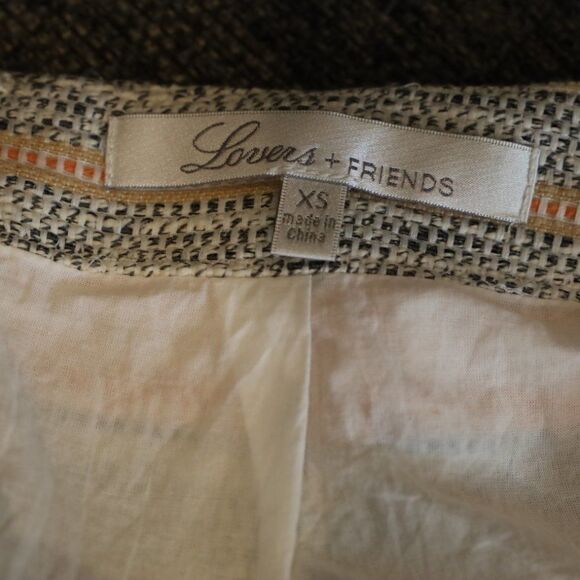 Lovers + FRIENDS
XS
made in
China